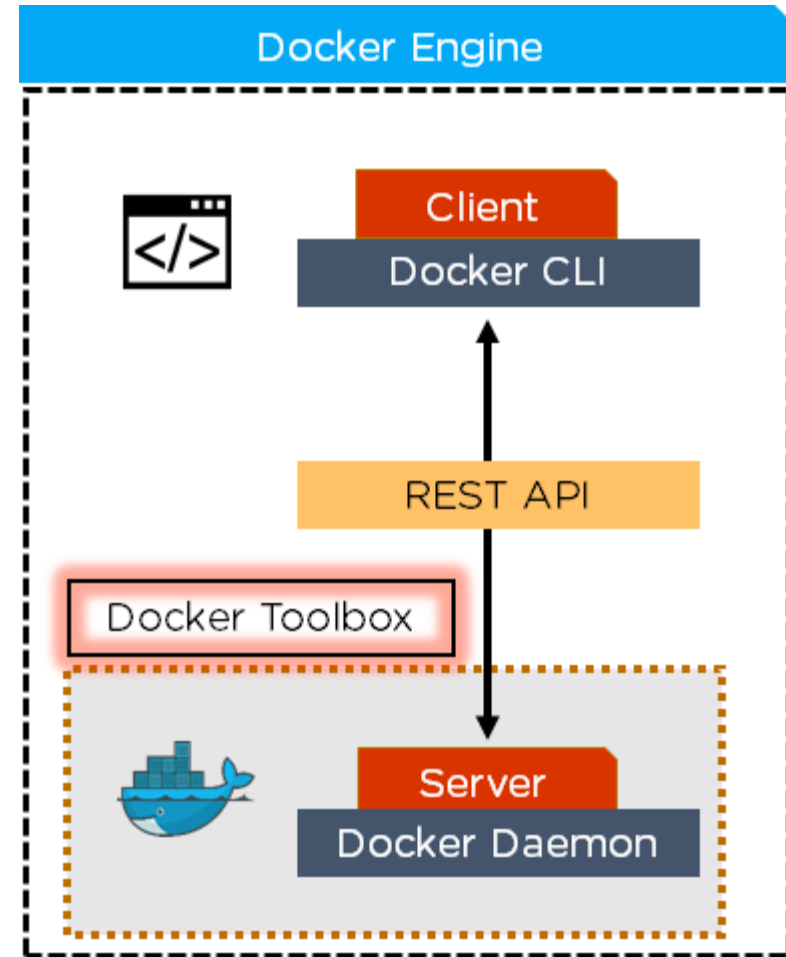 Docker Engine
Client
</>
Docker CLI
REST API
Docker Toolbox
Server
Docker Daemon